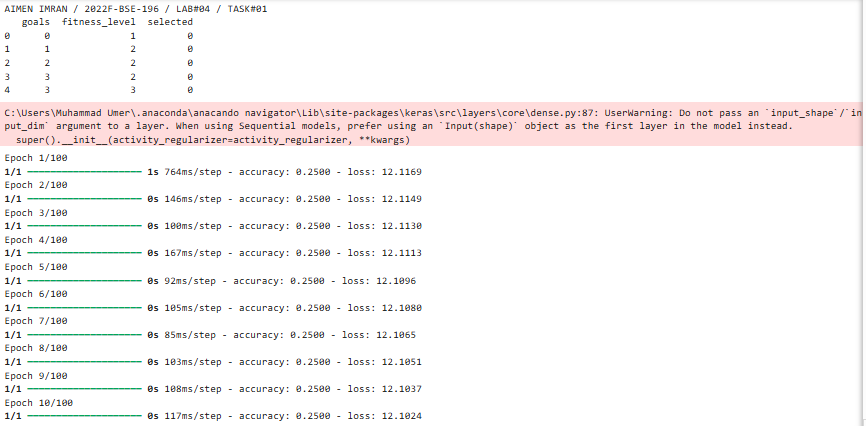 AIMEN IMRAN / 2022F-BSE-196 / LAB#04 / TASK#01
goals fitness_level selected
0 0 1 0
1 1 2 0
2 2 2 0
3 3 2 0
4 3 3 0
C:\Users\Muhammad Umer\.anaconda\anacando navigator\Lib\site-packages\keras\src\layers\core\dense.py:87: UserWarning: Do not pass an `input_shape`/`in
put_dim` argument to a layer. When using Sequential models, prefer using an `Input(shape)` object as the first layer in the model instead.
super().__init__(activity_regularizer=activity_regularizer, **kwargs)
Epoch 1/100
1/1 ━━━━━━━━━━━━━━━━━━━━ 1s 764ms/step - accuracy: 0.2500 - loss: 12.1169
Epoch 2/100
1/1 ━━━━━━━━━━━━━━━━━━━━ 0s 146ms/step - accuracy: 0.2500 - loss: 12.1149
Epoch 3/100
1/1 ━━━━━━━━━━━━━━━━━━━━ 0s 100ms/step - accuracy: 0.2500 - loss: 12.1130
Epoch 4/100
1/1 ━━━━━━━━━━━━━━━━━━━━ 0s 167ms/step - accuracy: 0.2500 - loss: 12.1113
Epoch 5/100
1/1 ━━━━━━━━━━━━━━━━━━━━ 0s 92ms/step - accuracy: 0.2500 - loss: 12.1096
Epoch 6/100
1/1 ━━━━━━━━━━━━━━━━━━━━ 0s 105ms/step - accuracy: 0.2500 - loss: 12.1080
Epoch 7/100
1/1 ━━━━━━━━━━━━━━━━━━━━ 0s 85ms/step - accuracy: 0.2500 - loss: 12.1065
Epoch 8/100
1/1 ━━━━━━━━━━━━━━━━━━━━ 0s 103ms/step - accuracy: 0.2500 - loss: 12.1051
Epoch 9/100
1/1 ━━━━━━━━━━━━━━━━━━━━ 0s 108ms/step - accuracy: 0.2500 - loss: 12.1037
Epoch 10/100
1/1 ━━━━━━━━━━━━━━━━━━━━ 0s 117ms/step - accuracy: 0.2500 - loss: 12.1024